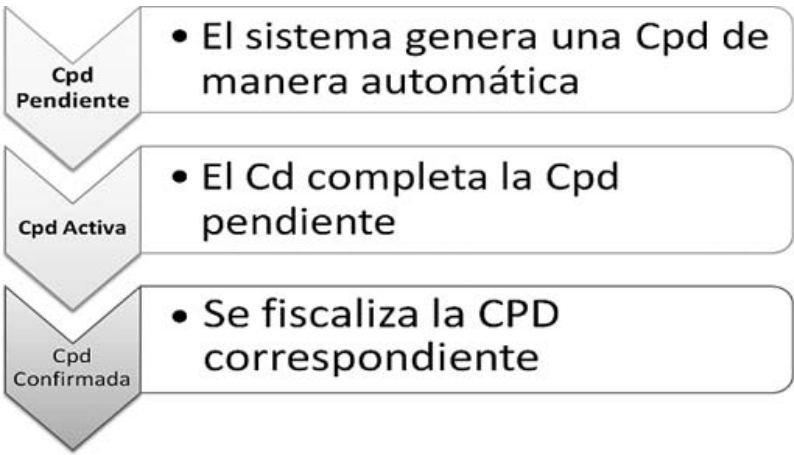 Cpd
Pendiente
• El sistema genera una Cpd de
manera automática
Cpd Activa
• El Cd completa la Cpd
pendiente
Cpd
Confirmada
• Se fiscaliza la CPD
correspondiente